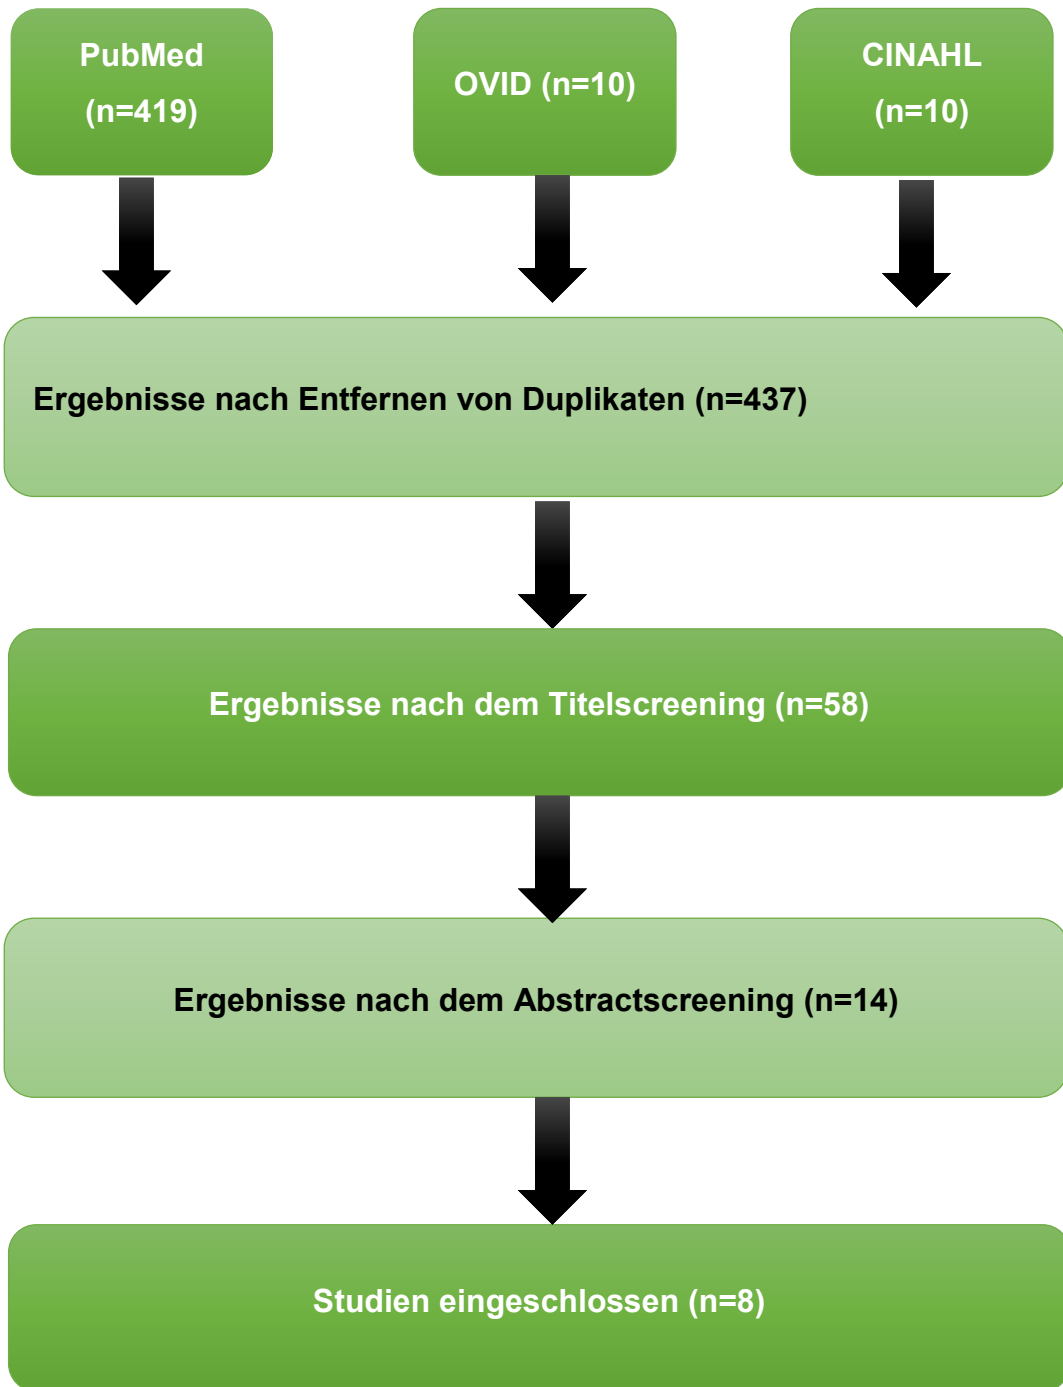 PubMed
(n=419)
OVID (n=10)
CINAHL
(n=10)
Ergebnisse nach Entfernen von Duplikaten (n=437)
Ergebnisse nach dem Titelscreening (n=58)
Ergebnisse nach dem Abstractscreening (n=14)
Studien eingeschlossen (n=8)